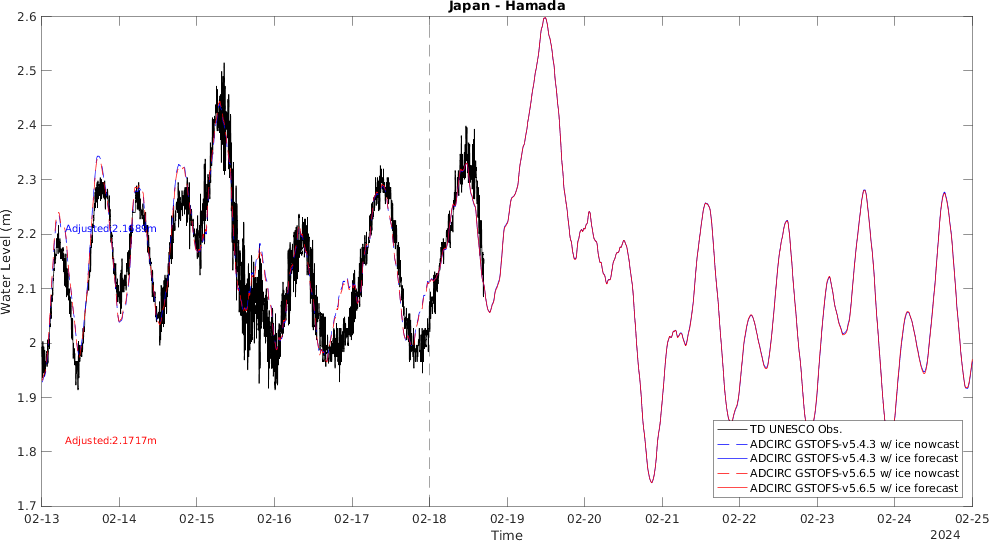 Japan - Hamada
2.6
2.5
2.4
2.3
2.2
2.1
2
1.9
1.8
1.7
Water Level (m)
Adjusted:2.1689m
Adjusted:2.1717m
TD UNESCO Obs.
ADCIRC GSTOFS-v5.4.3 w/ ice nowcast
ADCIRC GSTOFS-v5.4.3 w/ ice forecast
ADCIRC GSTOFS-v5.6.5 w/ ice nowcast
ADCIRC GSTOFS-v5.6.5 w/ ice forecast
02-13 02-14 02-15 02-16 02-17 02-18 02-19 02-20 02-21 02-22 02-23 02-24 02-25
Time
2024